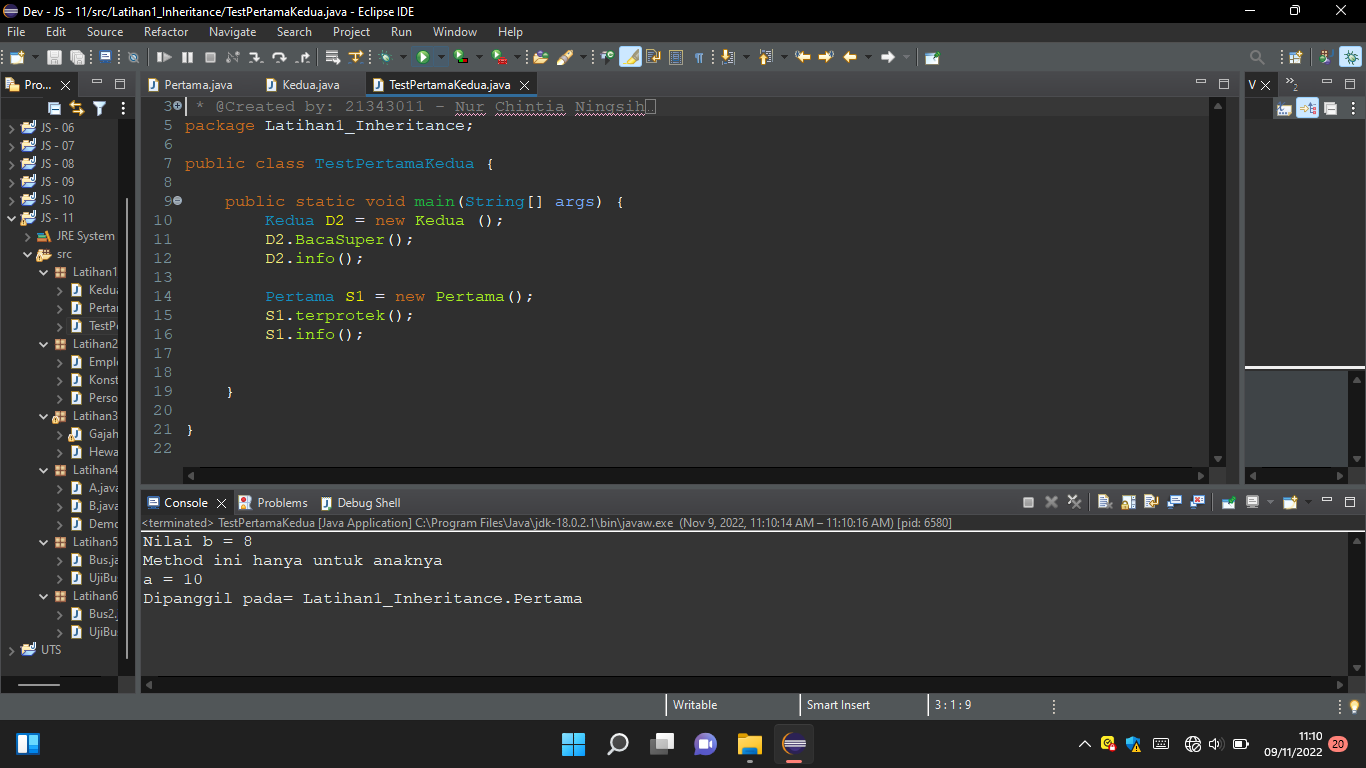 Dev - JS - 11/src/Latihan1_Inheritance/TestPertamaKedua.java - Eclipse IDE
File Edit Source Refactor Navigate Search Project Run Window Help
Pro...
Pertama.java Kedua.java TestPertamaKedua.java
V
2
JS - 06
JS - 07
JS - 08
JS - 09
JS - 10
JS - 11
JRE System
src
Latihan1
Kedua
Pertar
TestPe
Latihan2
Emplo
Konst
Perso
Latihan3
Gajah
Hewa
Latihan4
A.java
B.java
Demo
Latihan5
Bus.ja
UjiBu
Latihan6
Bus2.
UjiBu
UTS
3 * @Created by: 21343011 - Nur Chintia Ningsih
5 package Latihan1_Inheritance;
6
7 public class TestPertamaKedua {
8
9 public static void main(String[] args) {
10 Kedua D2 = new Kedua ();
11 D2.BacaSuper();
12 D2.info();
13
14 Pertama S1 = new Pertama();
15 S1.terprotek();
16 S1.info();
17
18
19 }
20
21 }
22
Console Problems Debug Shell
<terminated> TestPertamaKedua [Java Application] C:\Program Files\Java\jdk-18.0.2.1\bin\javaw.exe (Nov 9, 2022, 11:10:14 AM – 11:10:16 AM) [pid: 6580]
Nilai b = 8
Method ini hanya untuk anaknya
a = 10
Dipanggil pada= Latihan1_Inheritance.Pertama
Writable Smart Insert 3 : 1 : 9
11:10
09/11/2022 20